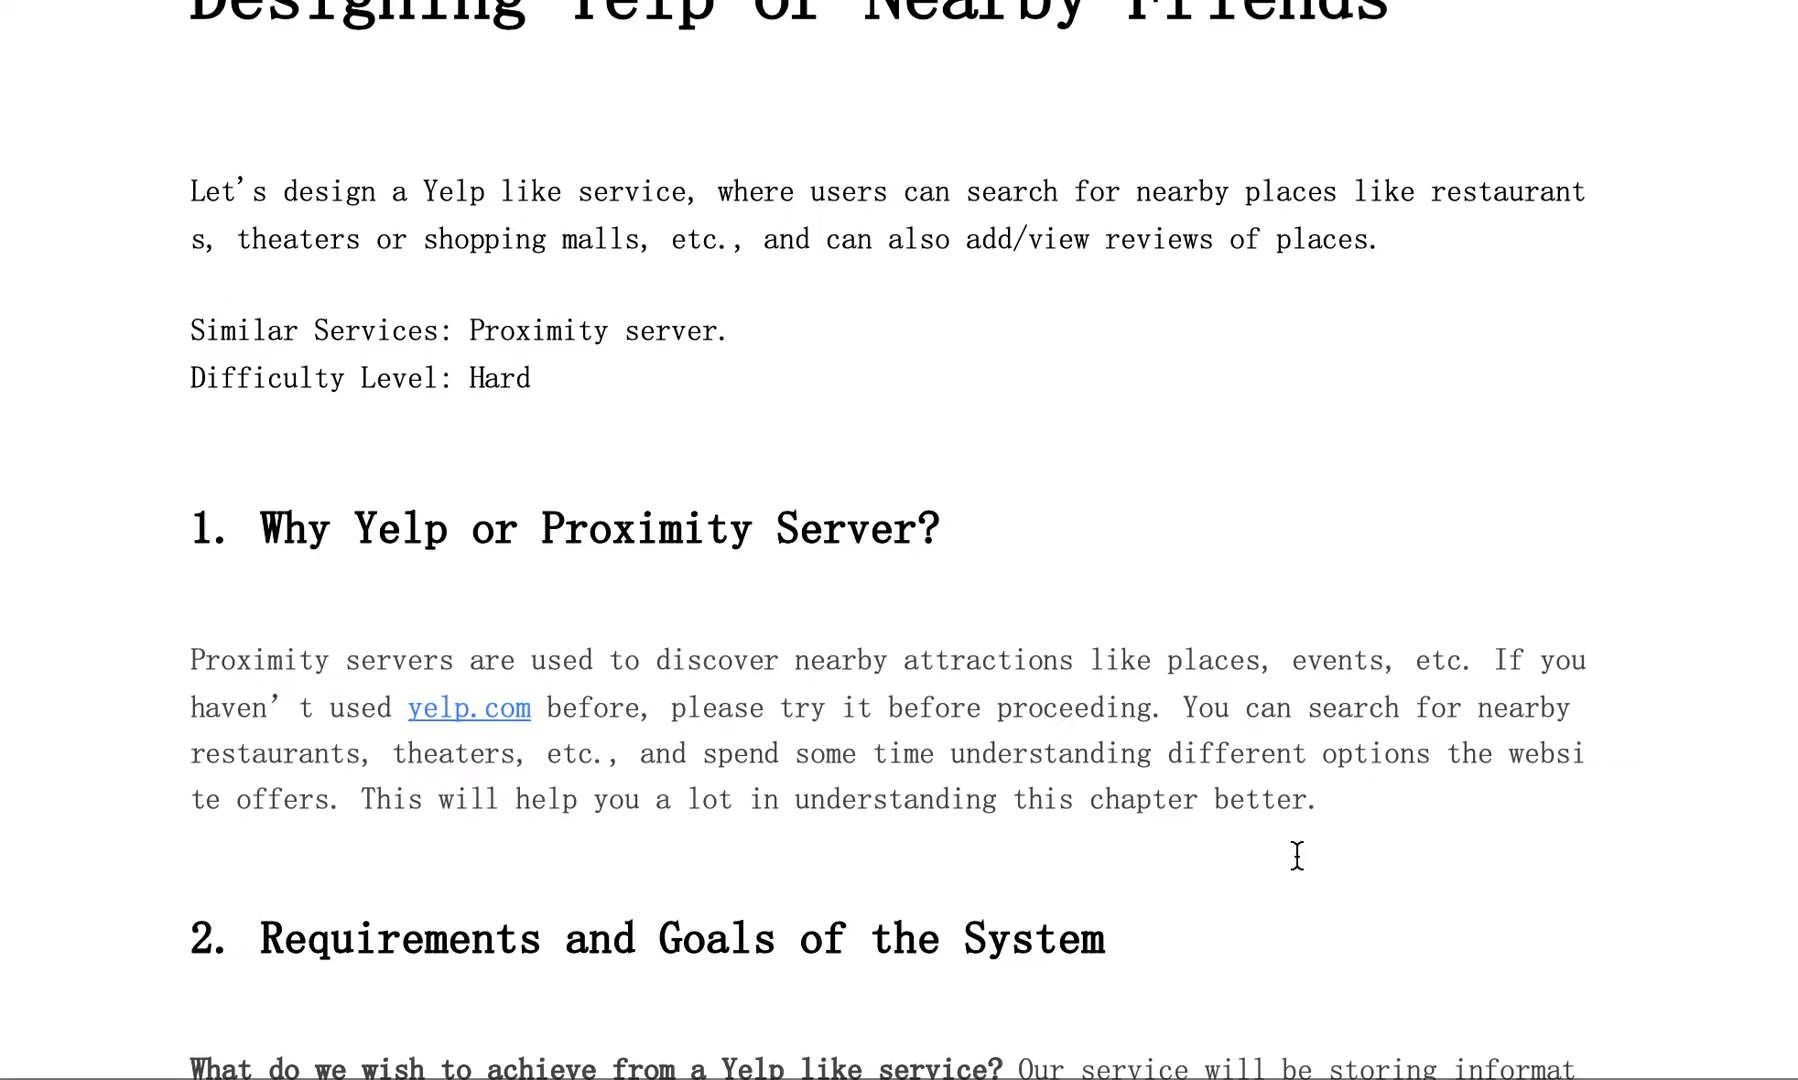 Designing Yelp or Nearby Friends
Let's design a Yelp like service, where users can search for nearby places like restaurant
s, theaters or shopping malls, etc., and can also add/view reviews of places.
Similar Services: Proximity server.
Difficulty Level: Hard
1. Why Yelp or Proximity Server?
Proximity servers are used to discover nearby attractions like places, events, etc. If you
haven’t used yelp.com before, please try it before proceeding. You can search for nearby
restaurants, theaters, etc., and spend some time understanding different options the websi
te offers. This will help you a lot in understanding this chapter better.
2. Requirements and Goals of the System
What do we wish to achieve from a Yelp like service? Our service will be storing informat